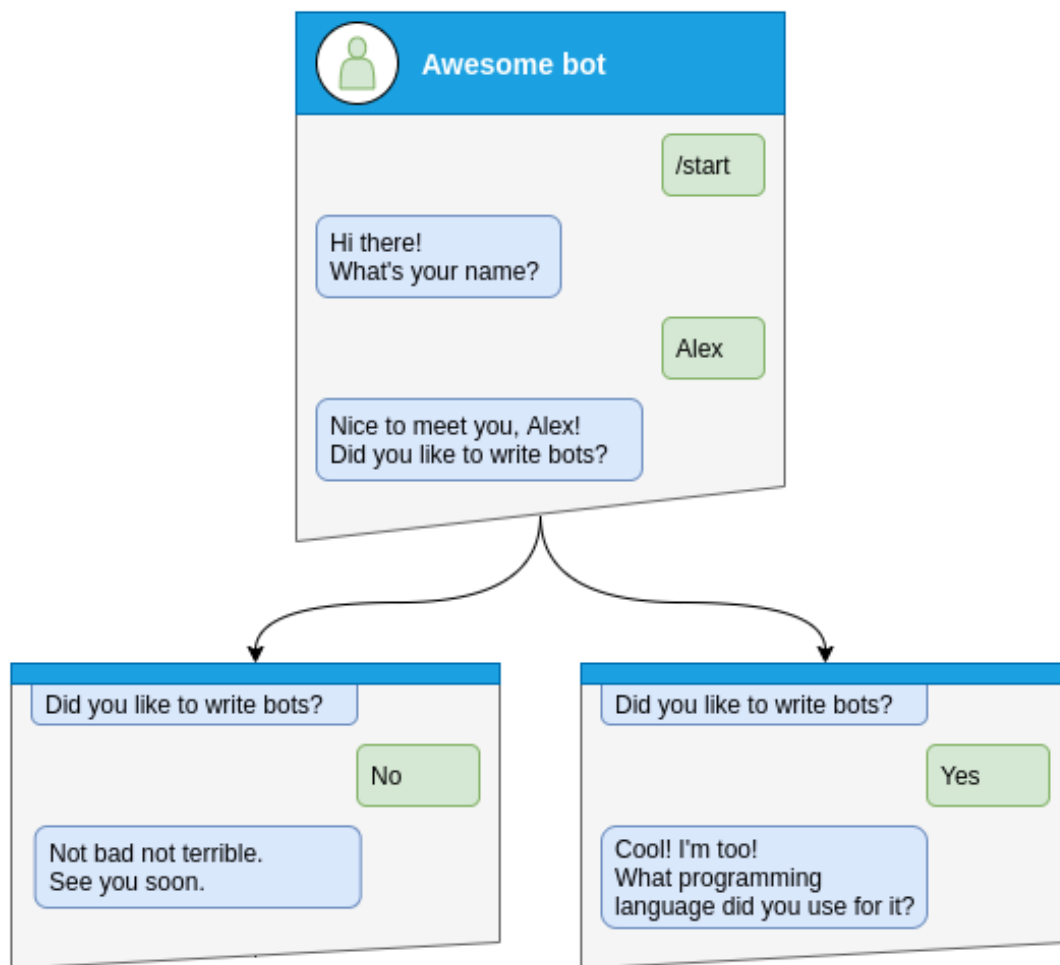 Awesome bot
/start
Hi there!
What's your name?
Alex
Nice to meet you, Alex!
Did you like to write bots?
Did you like to write bots?
No
Not bad not terrible.
See you soon.
Did you like to write bots?
Yes
Cool! I'm too!
What programming
language did you use for it?